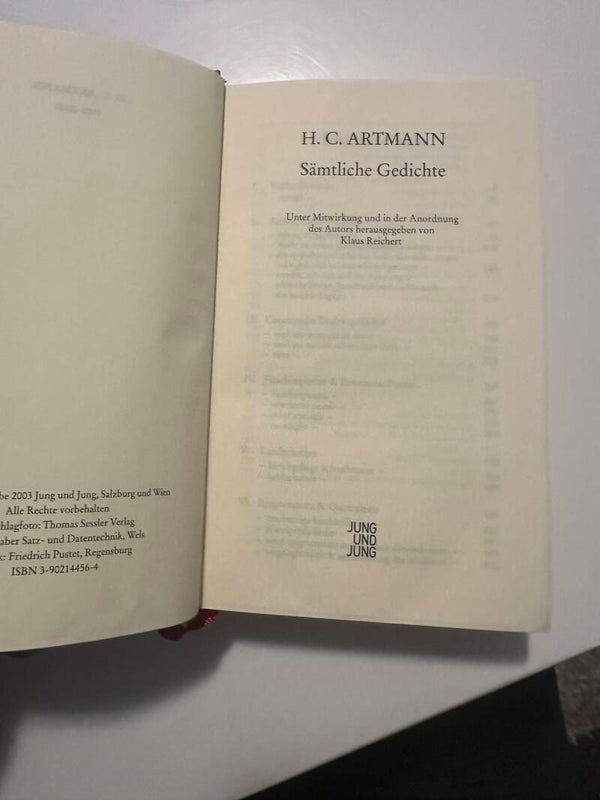 be 2003 Jung und Jung, Salzburg und Wien
Alle Rechte vorbehalten
hlagfoto: Thomas Sessler Verlag
aber Satz- und Datentechnik, Wels
k: Friedrich Pustet, Regensburg
ISBN 3-90214456-4
H. C. ARTMANN
Sämtliche Gedichte
Unter Mitwirkung und in der Anordnung
des Autors herausgegeben von
Klaus Reichert
JUNG
UND
JUNG